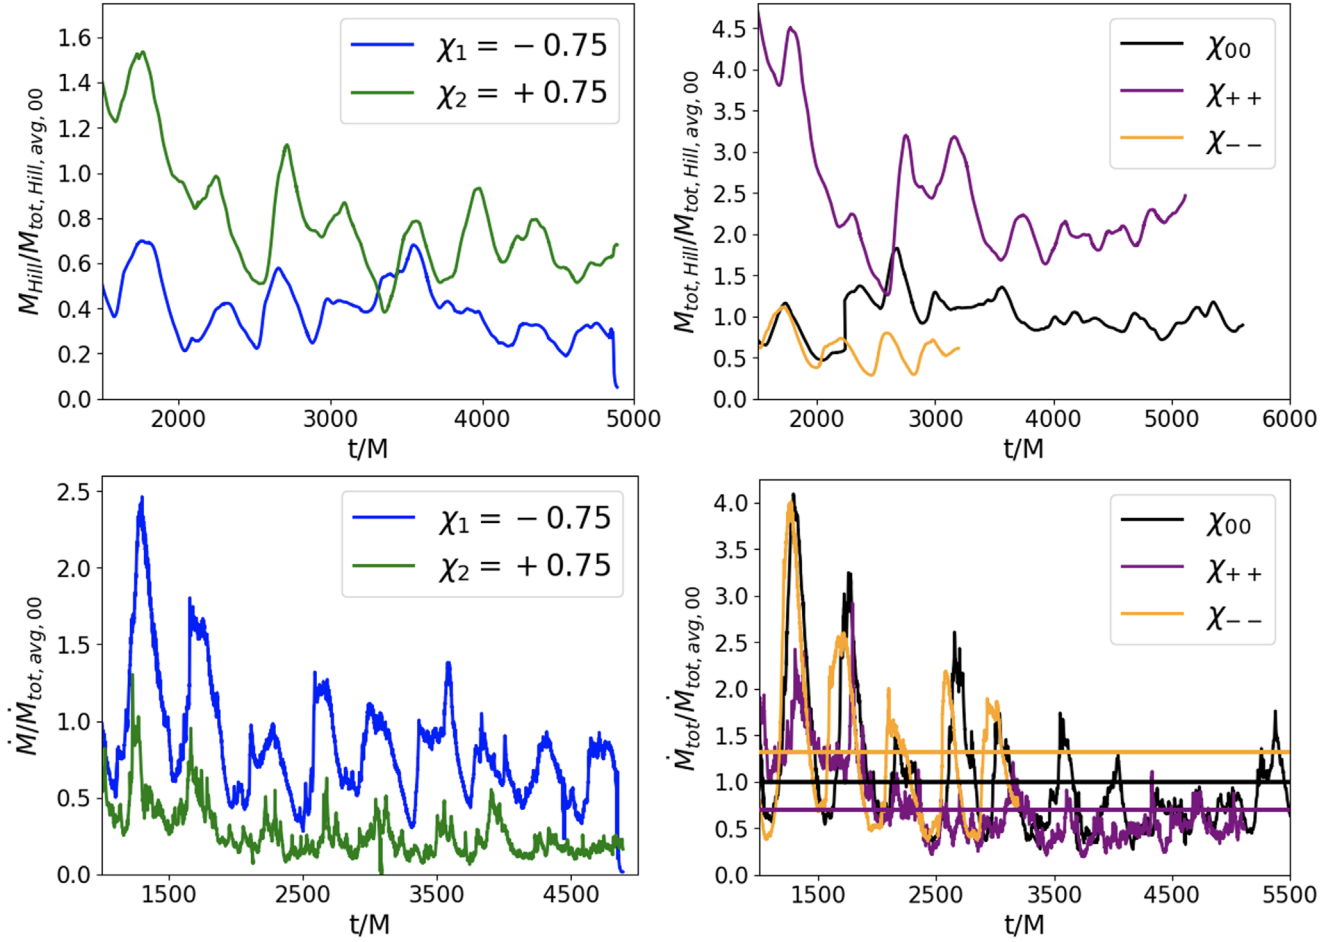 M_Hill/M_tot,Hill,avg,00
1.6
1.4
1.2
1.0
0.8
0.6
0.4
0.2
0.0
χ₁ = − 0.75
χ₂ = + 0.75
2000 3000 4000 5000
t/M
M_tot,Hill/M_tot,Hill,avg,00
4.5
4.0
3.5
3.0
2.5
2.0
1.5
1.0
0.5
0.0
χ₀₀
χ₊₊
χ₋₋
2000 3000 4000 5000 6000
t/M
Ṁ/Ṁ_tot,avg,00
2.5
2.0
1.5
1.0
0.5
0.0
χ₁ = − 0.75
χ₂ = + 0.75
1500 2500 3500 4500
t/M
Ṁ_tot/Ṁ_tot,avg,00
4.0
3.5
3.0
2.5
2.0
1.5
1.0
0.5
0.0
χ₀₀
χ₊₊
χ₋₋
1500 2500 3500 4500 5500
t/M